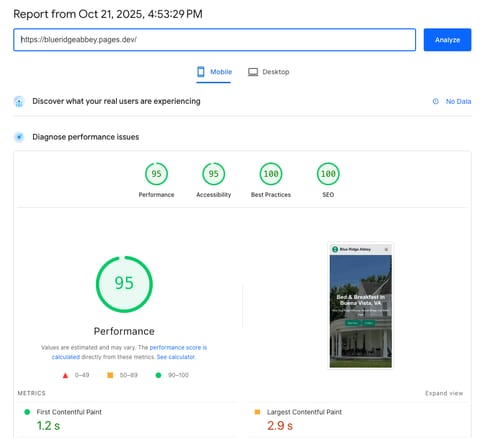 Report from Oct 21, 2025, 4:53:29 PM
https://blueridgeabbey.pages.dev/
Analyze
Mobile
Desktop
Discover what your real users are experiencing
No Data
Diagnose performance issues
95
95
100
100
Performance
Accessibility
Best Practices
SEO
95
Performance
Values are estimated and may vary. The performance score is
calculated directly from these metrics. See calculator.
0–49
50–89
90–100
Blue Ridge Abbey
Bed & Breakfast in
Buena Vista, VA
METRICS
Expand view
First Contentful Paint
1.2 s
Largest Contentful Paint
2.9 s